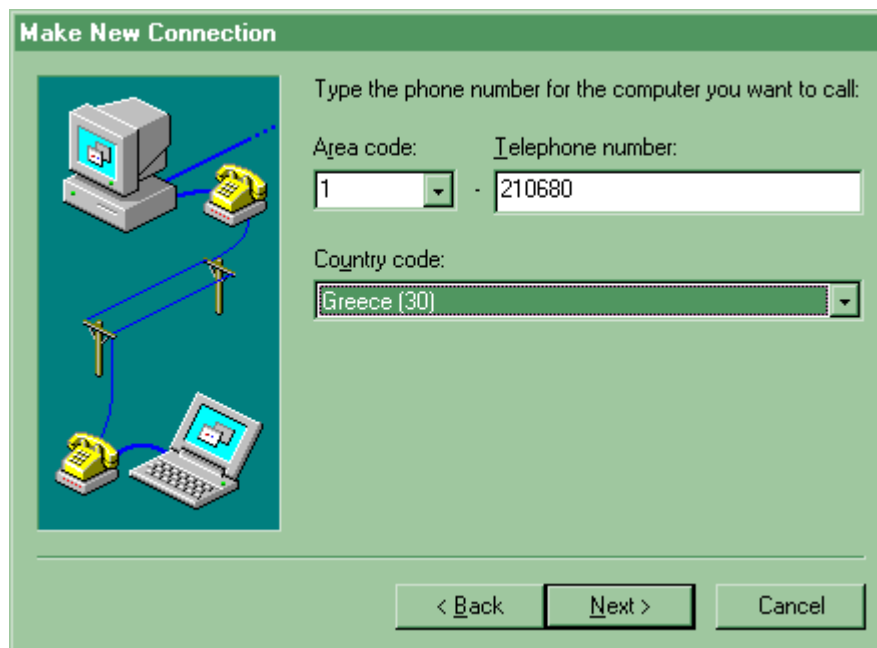 Make New Connection
Type the phone number for the computer you want to call:
Area code: Telephone number:
1 - 210680
Country code:
Greece (30)
< Back Next > Cancel